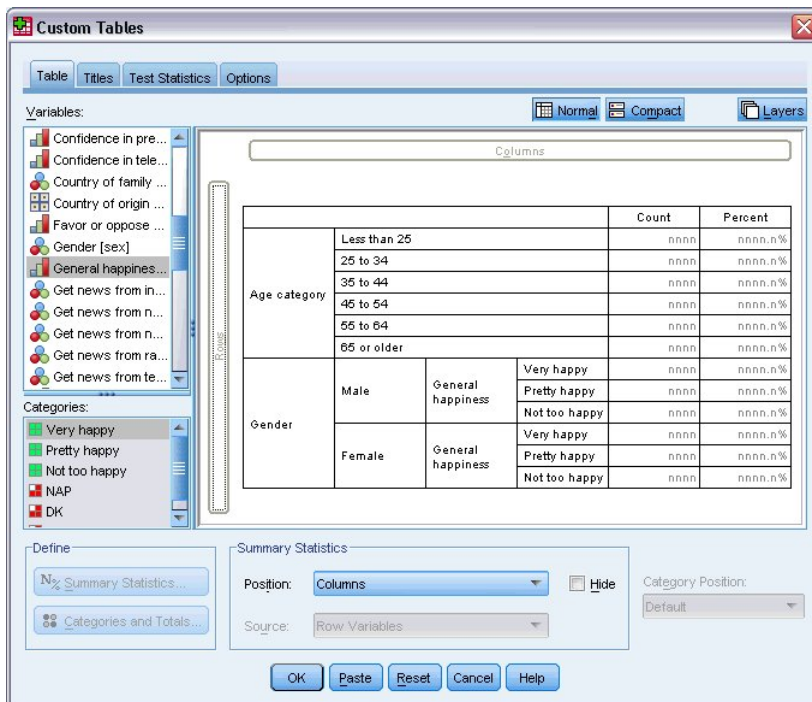 Custom Tables
Table Titles Test Statistics Options
Variables:
Normal Compact Layers
Confidence in pre...
Confidence in tele...
Country of family ...
Country of origin ...
Favor or oppose ...
Gender [sex]
General happines...
Get news from in...
Get news from n...
Get news from n...
Get news from ra...
Get news from te...
Categories:
Very happy
Pretty happy
Not too happy
NAP
DK
Columns
Rows
Count Percent
Age category
Less than 25 nnnn nnnn.n%
25 to 34 nnnn nnnn.n%
35 to 44 nnnn nnnn.n%
45 to 54 nnnn nnnn.n%
55 to 64 nnnn nnnn.n%
65 or older nnnn nnnn.n%
Gender
Male
General
happiness
Very happy nnnn nnnn.n%
Pretty happy nnnn nnnn.n%
Not too happy nnnn nnnn.n%
Female
General
happiness
Very happy nnnn nnnn.n%
Pretty happy nnnn nnnn.n%
Not too happy nnnn nnnn.n%
Define
N% Summary Statistics...
Categories and Totals...
Summary Statistics
Position: Columns Hide
Source: Row Variables
Category Position:
Default
OK Paste Reset Cancel Help